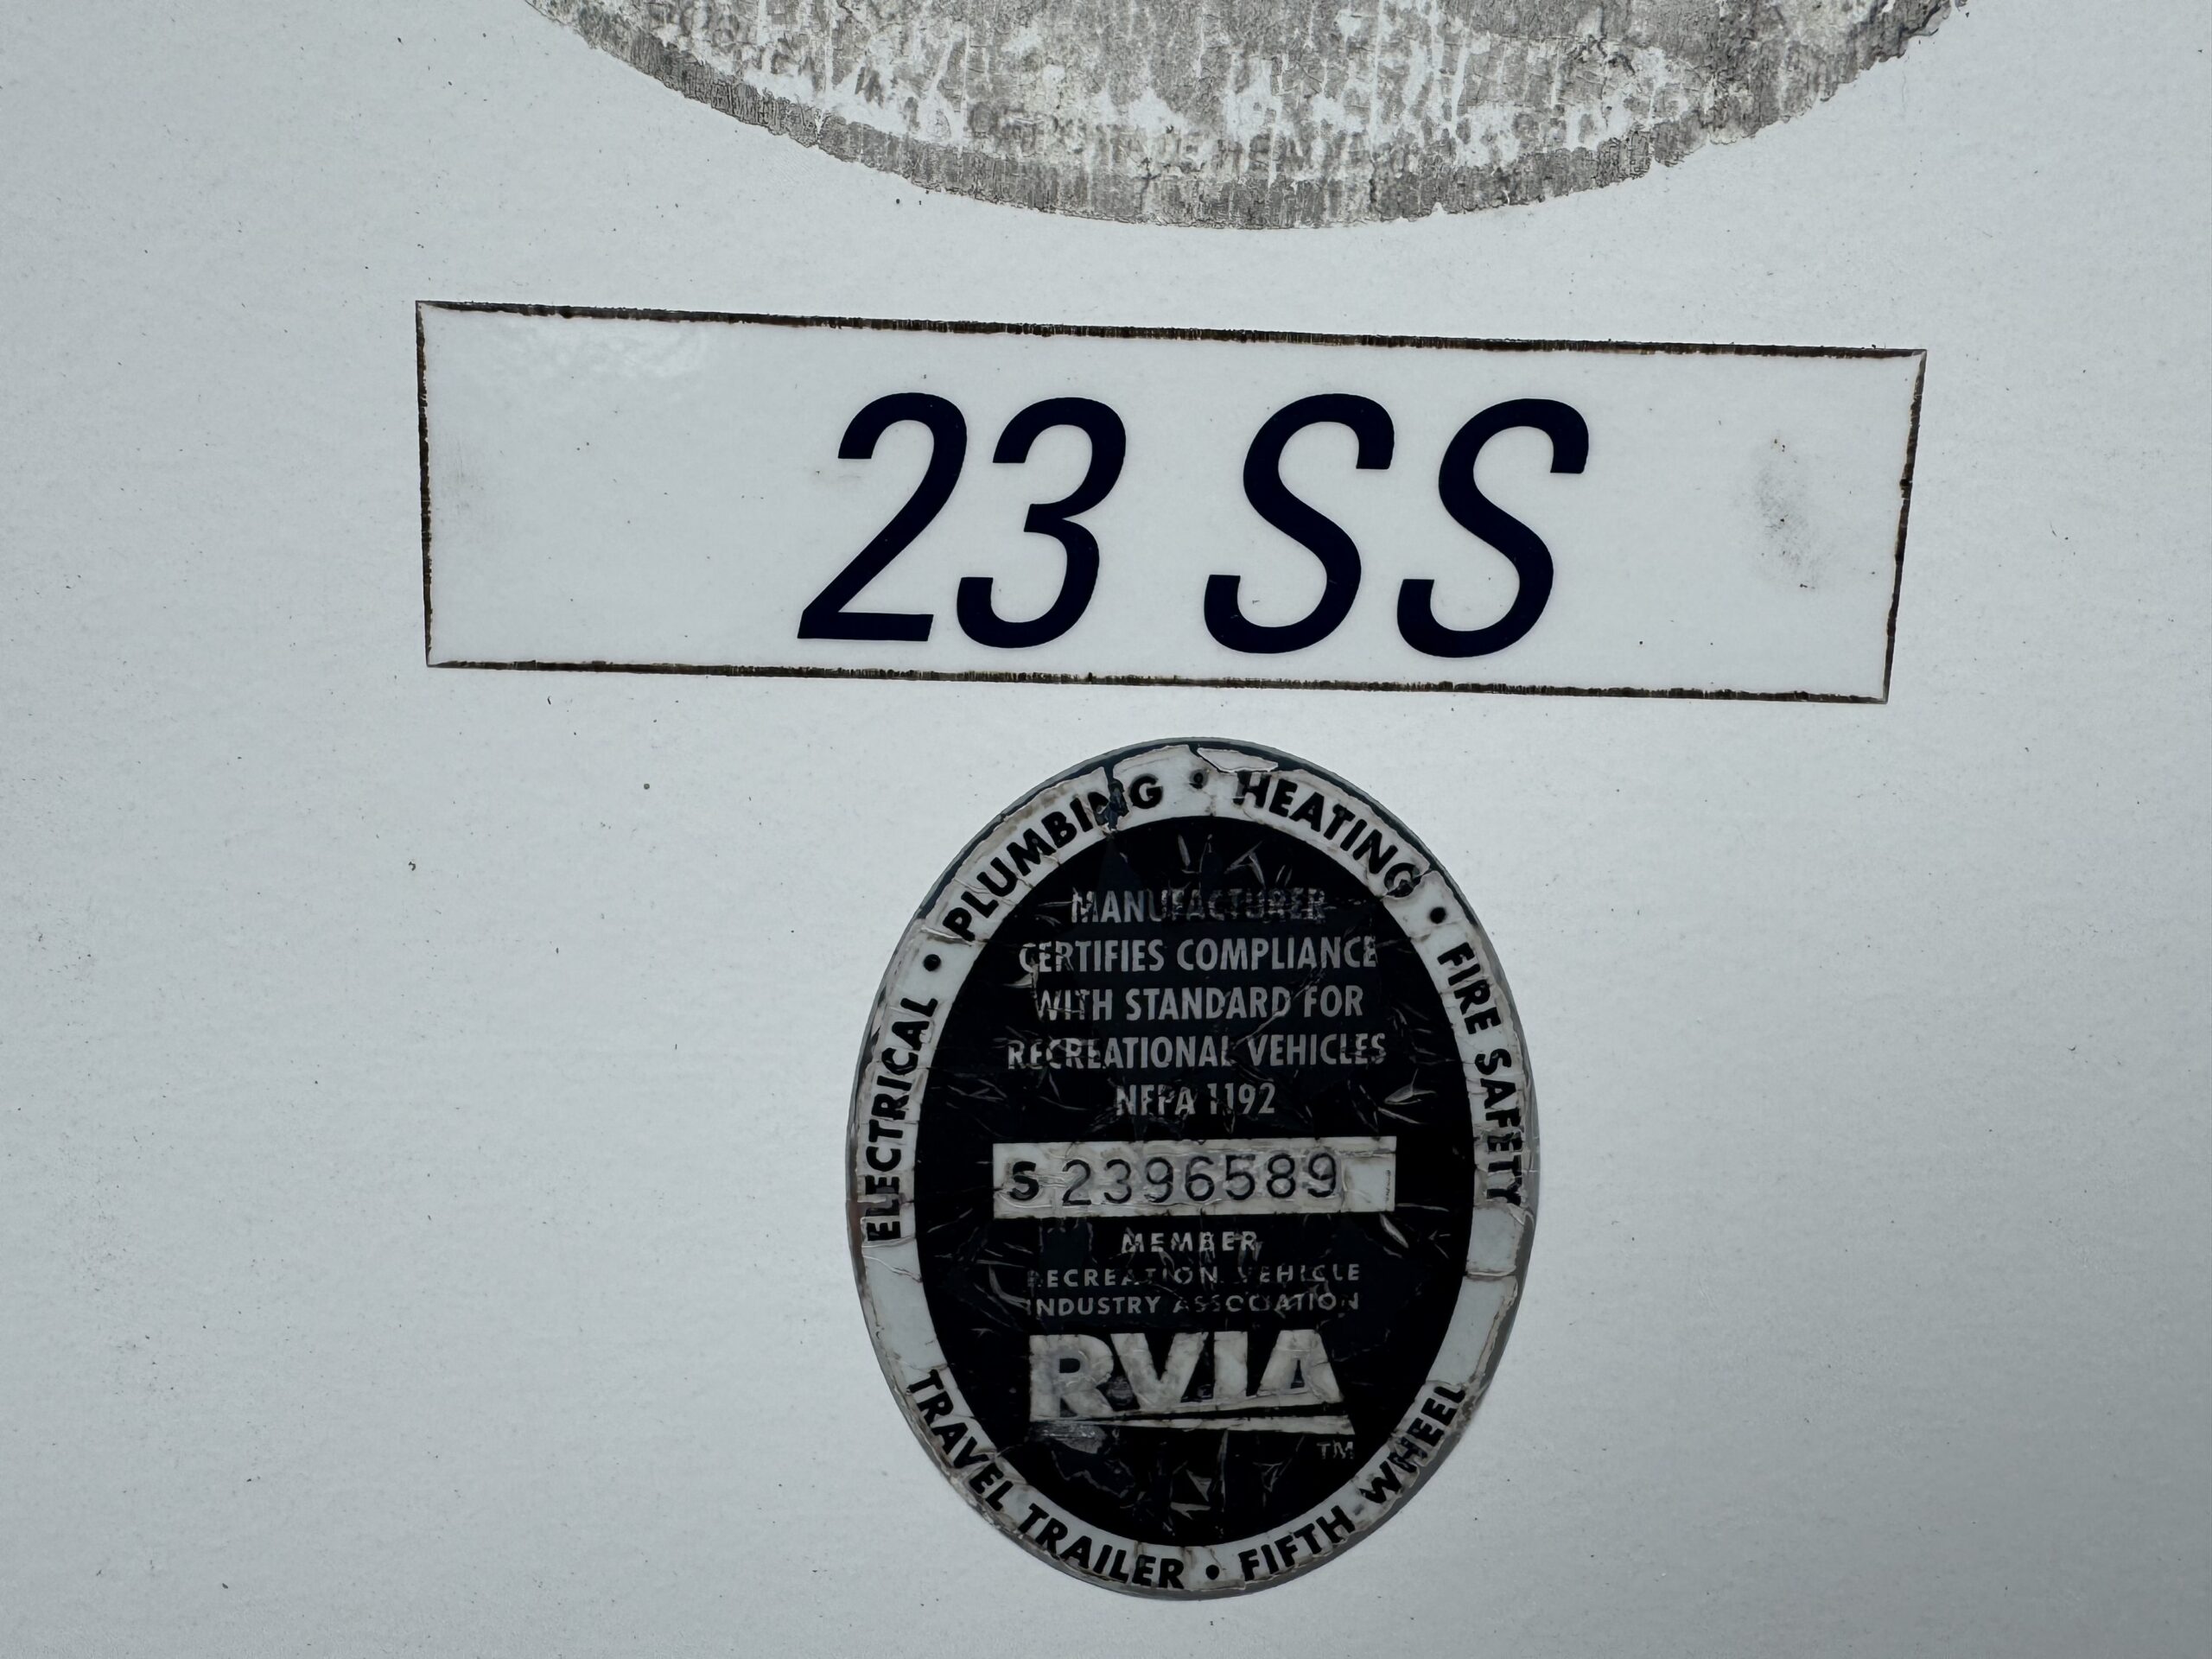 23 SS
ELECTRICAL • PLUMBING • HEATING • FIRE SAFETY
MANUFACTURER
CERTIFIES COMPLIANCE
WITH STANDARD FOR
RECREATIONAL VEHICLES
NFPA 1192
S 2396589
MEMBER
RECREATION VEHICLE
INDUSTRY ASSOCIATION
RVIA
TM
TRAVEL TRAILER • FIFTH WHEEL